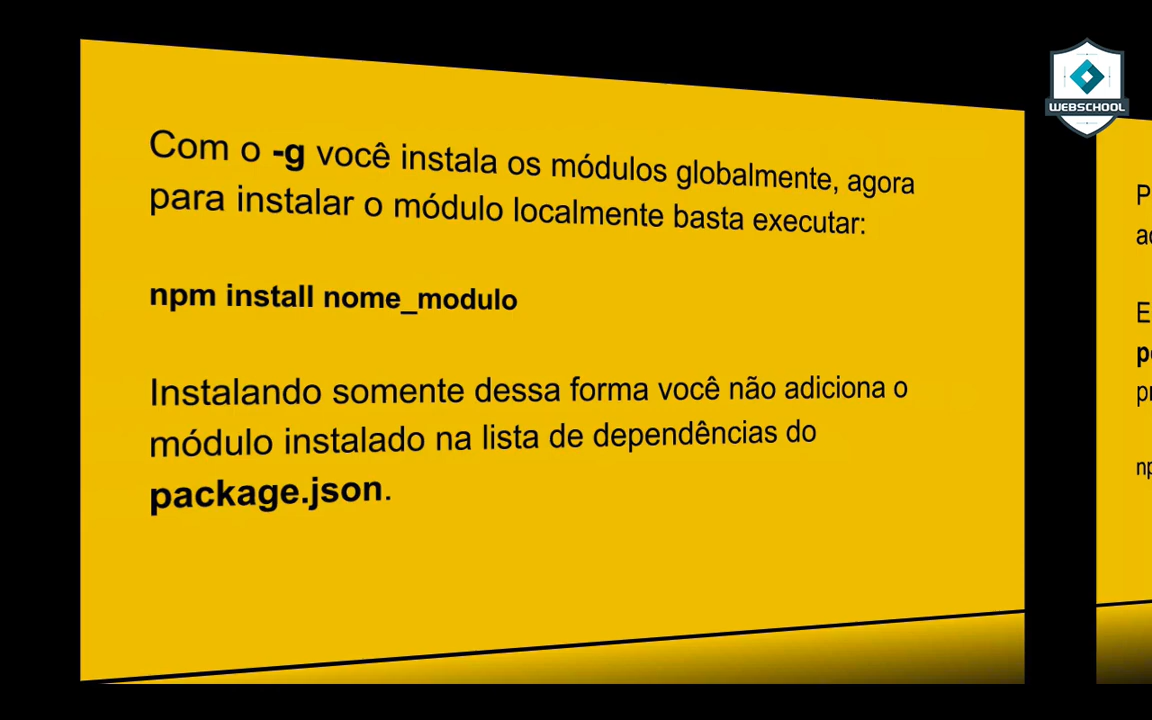 Com o -g você instala os módulos globalmente, agora
para instalar o módulo localmente basta executar:
npm install nome_modulo
Instalando somente dessa forma você não adiciona o
módulo instalado na lista de dependências do
package.json.
WEBSCHOOL